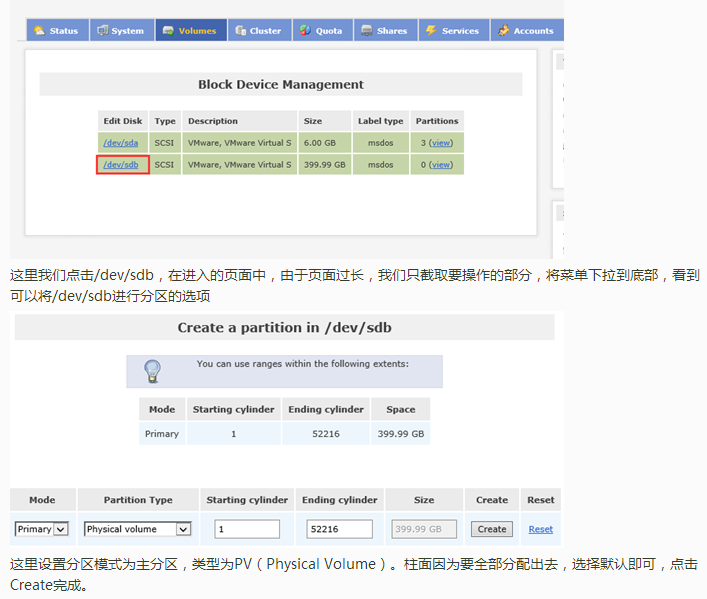 Status System Volumes Cluster Quota Shares Services Accounts
Block Device Management
Edit Disk Type Description Size Label type Partitions
/dev/sda SCSI VMware, VMware Virtual S 6.00 GB msdos 3 (view)
/dev/sdb SCSI VMware, VMware Virtual S 399.99 GB msdos 0 (view)
这里我们点击/dev/sdb，在进入的页面中，由于页面过长，我们只截取要操作的部分，将菜单下拉到底部，看到
可以将/dev/sdb进行分区的选项
Create a partition in /dev/sdb
You can use ranges within the following extents:
Mode Starting cylinder Ending cylinder Space
Primary 1 52216 399.99 GB
Mode Partition Type Starting cylinder Ending cylinder Size Create Reset
Primary Physical volume 1 52216 399.99 GB Create Reset
这里设置分区模式为主分区，类型为PV（Physical Volume）。柱面因为要全部分配出去，选择默认即可，点击
Create完成。